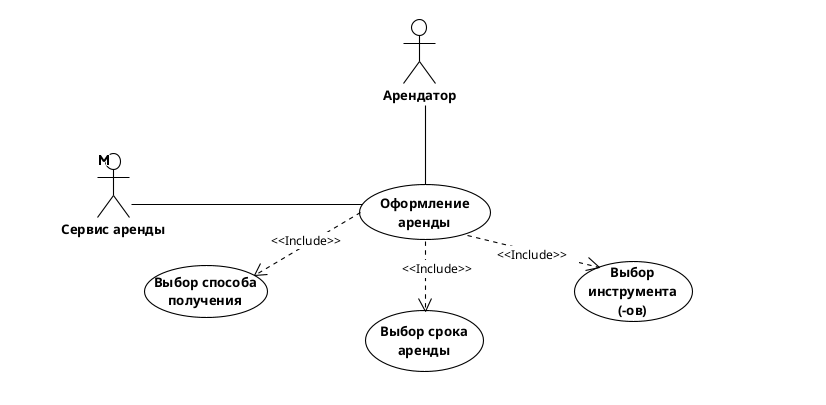 Арендатор
M
Сервис аренды
Оформление
аренды
<<Include>>
<<Include>>
<<Include>>
Выбор способа
получения
Выбор срока
аренды
Выбор
инструмента
(-ов)